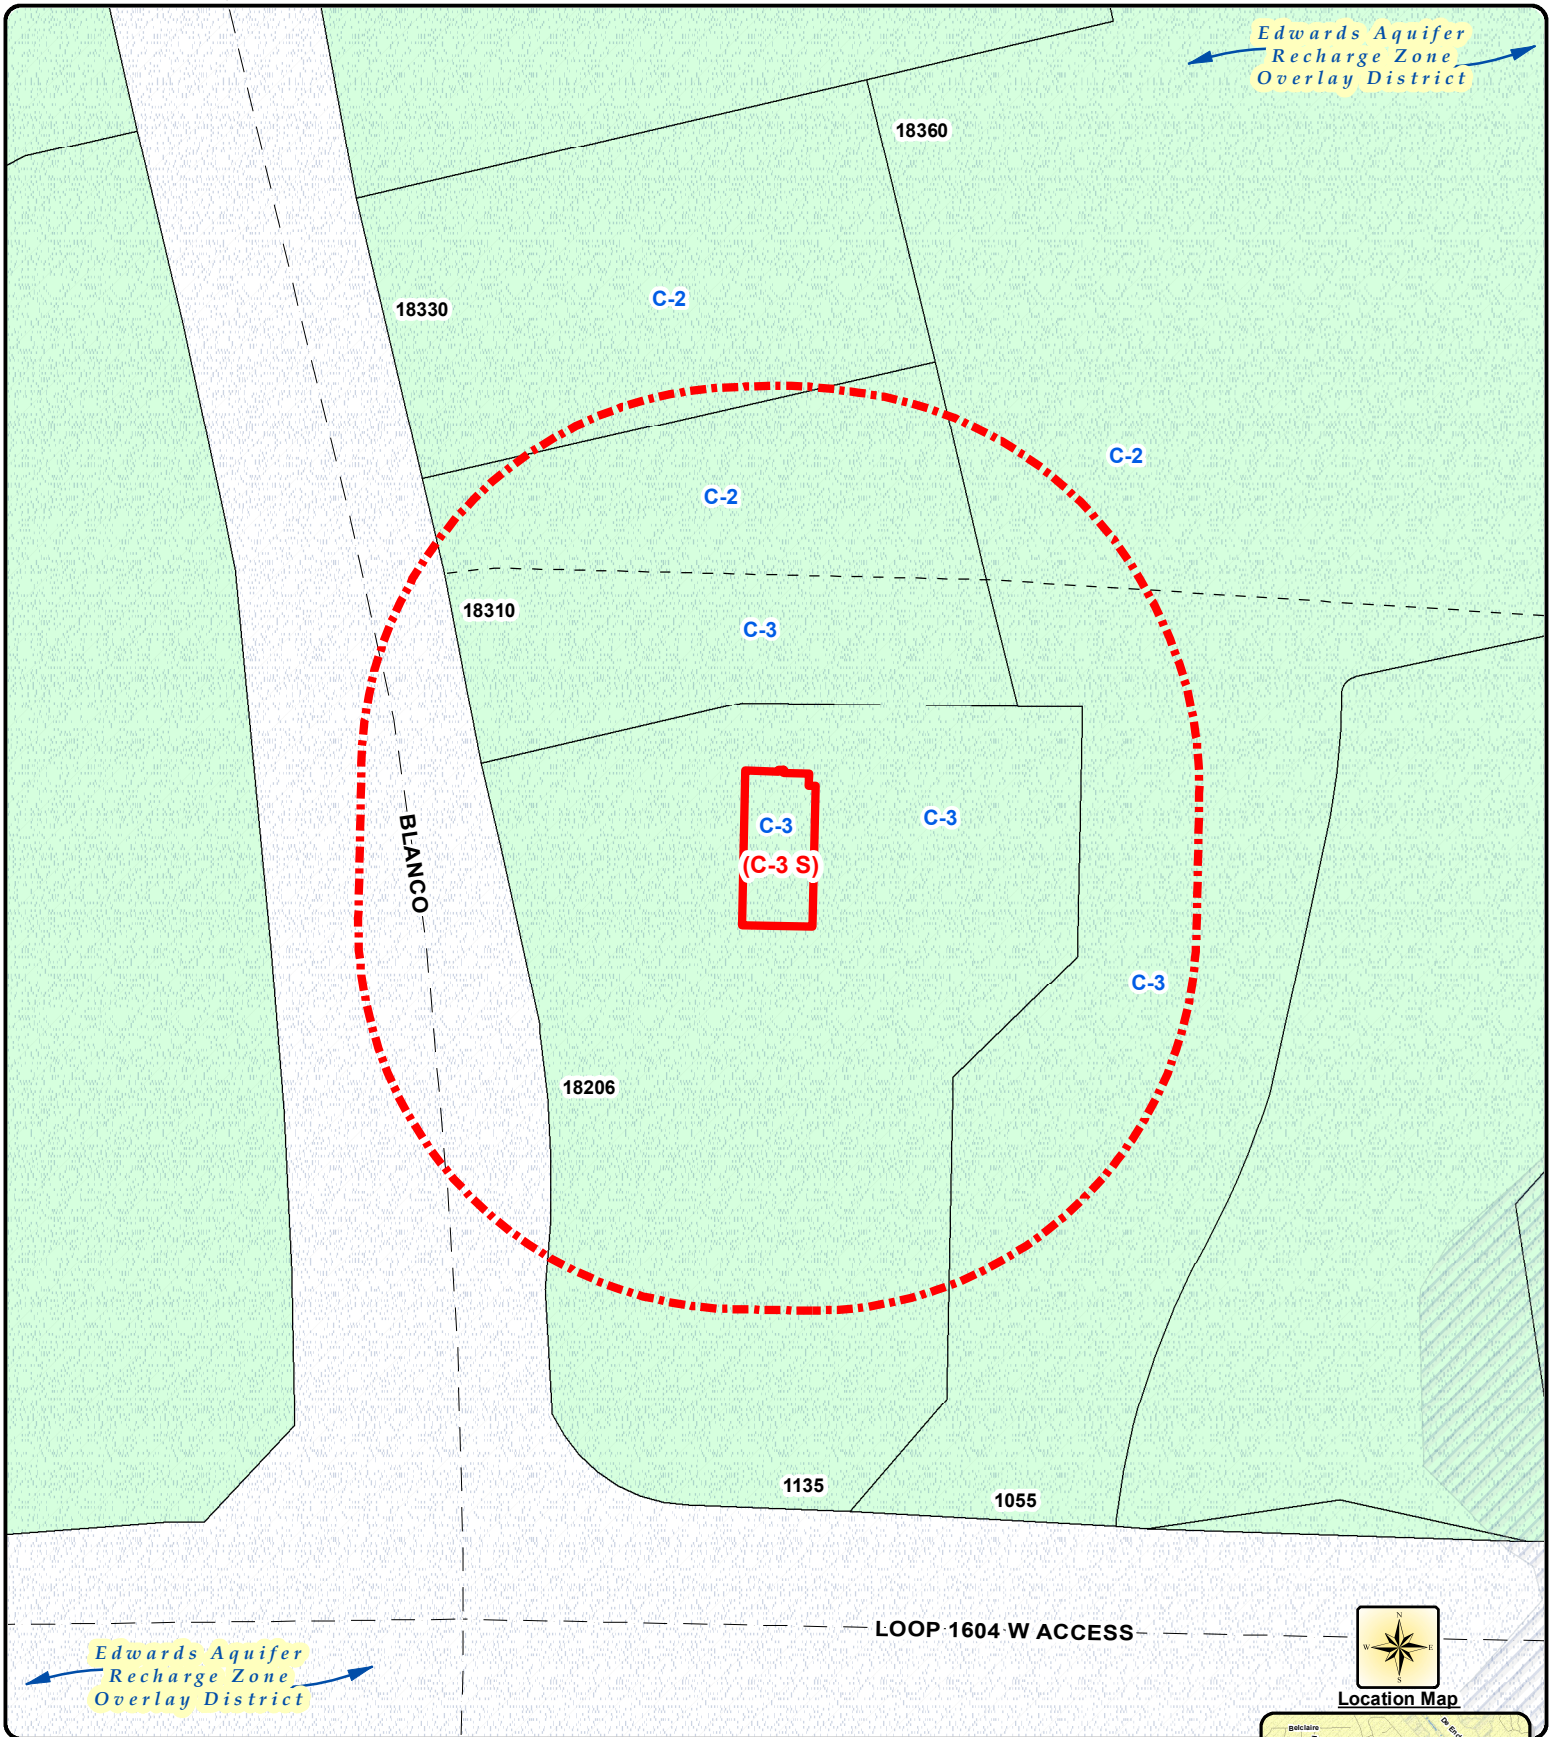 Edwards Aquifer
Recharge Zone
Overlay District
18360
C-2
18330
C-2
C-2
18310
C-3
C-3
C-3
(C-3 S)
BLANCO
C-3
18206
1135
1055
LOOP 1604 W ACCESS
Edwards Aquifer
Recharge Zone
Overlay District
N
W
E
S
Location Map
Belclaire